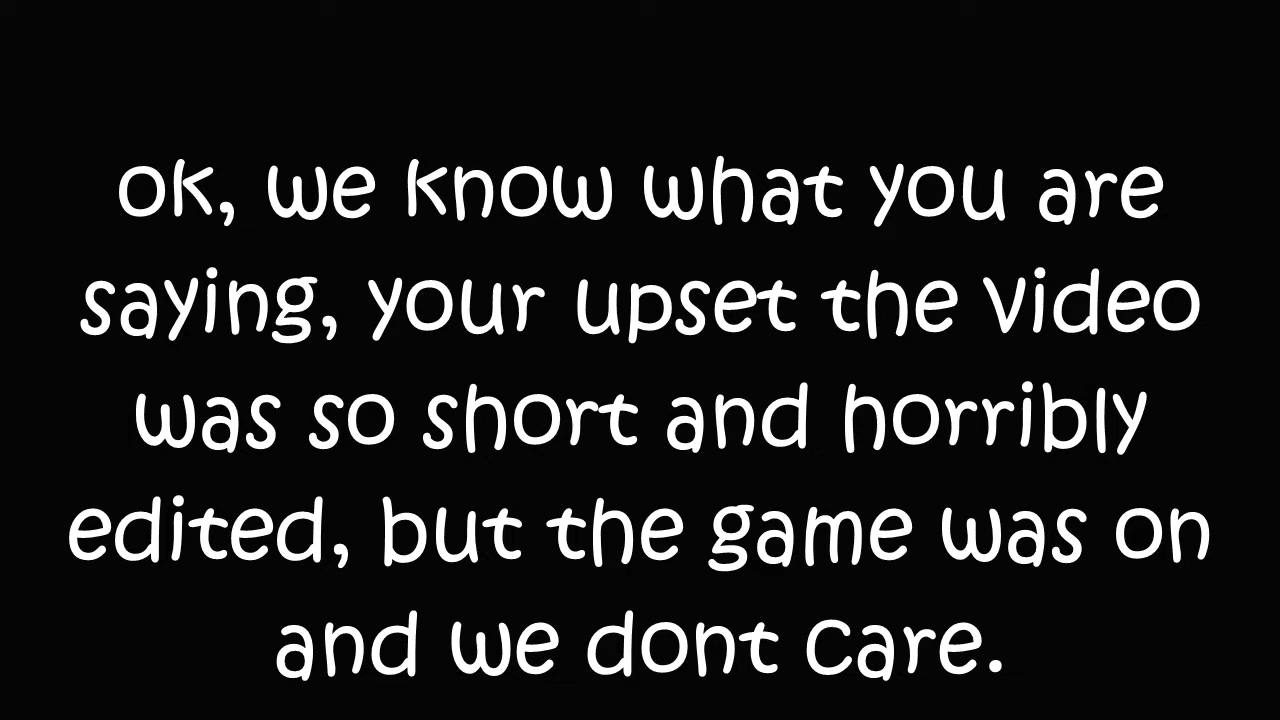 ok, we know what you are
saying, your upset the video
was so short and horribly
edited, but the game was on
and we dont care.